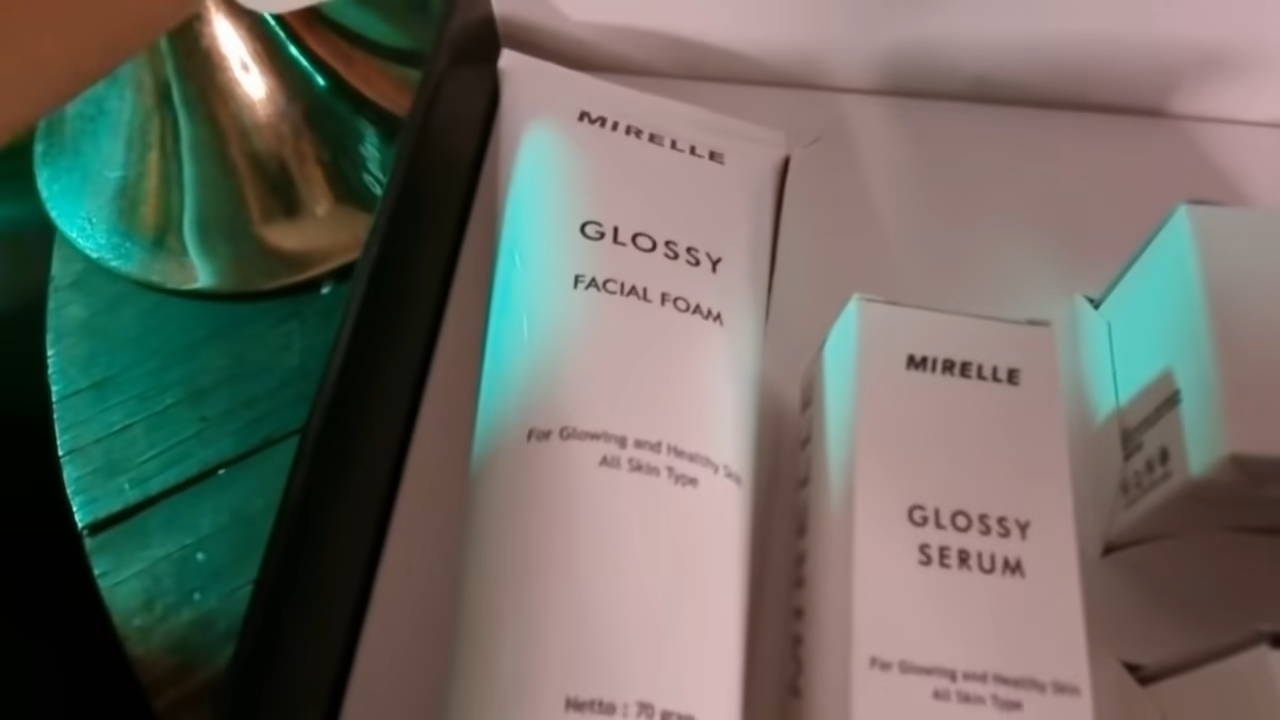 MIRELLE
GLOSSY
FACIAL FOAM
For Glowing and Healthy Skin
All Skin Type
Netto : 70 gram
MIRELLE
GLOSSY
SERUM
For Glowing and Healthy Skin
All Skin Type